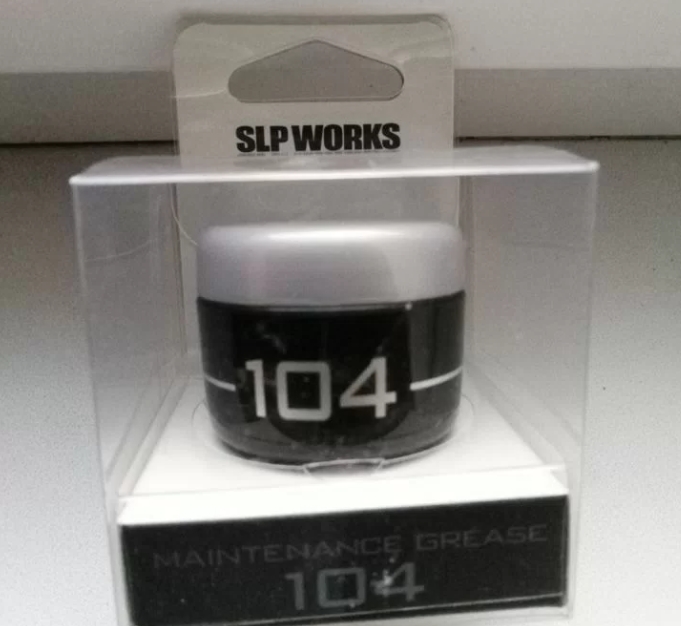 SLP WORKS
104
MAINTENANCE GREASE
104